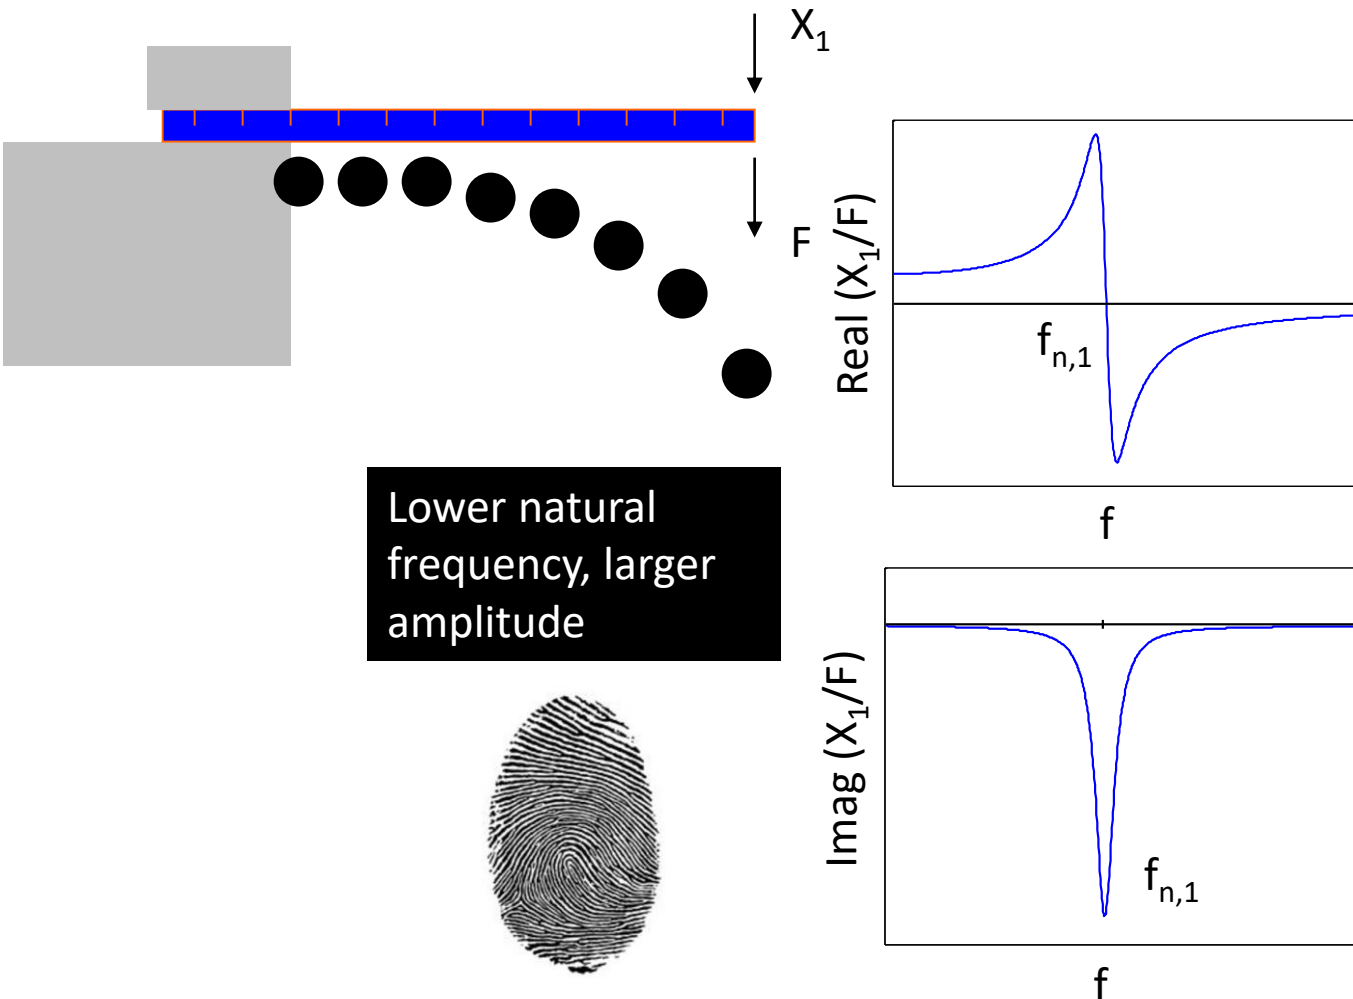 X₁
F
Real (X₁/F)
fₙ,₁
f
Lower natural
frequency, larger
amplitude
Imag (X₁/F)
fₙ,₁
f